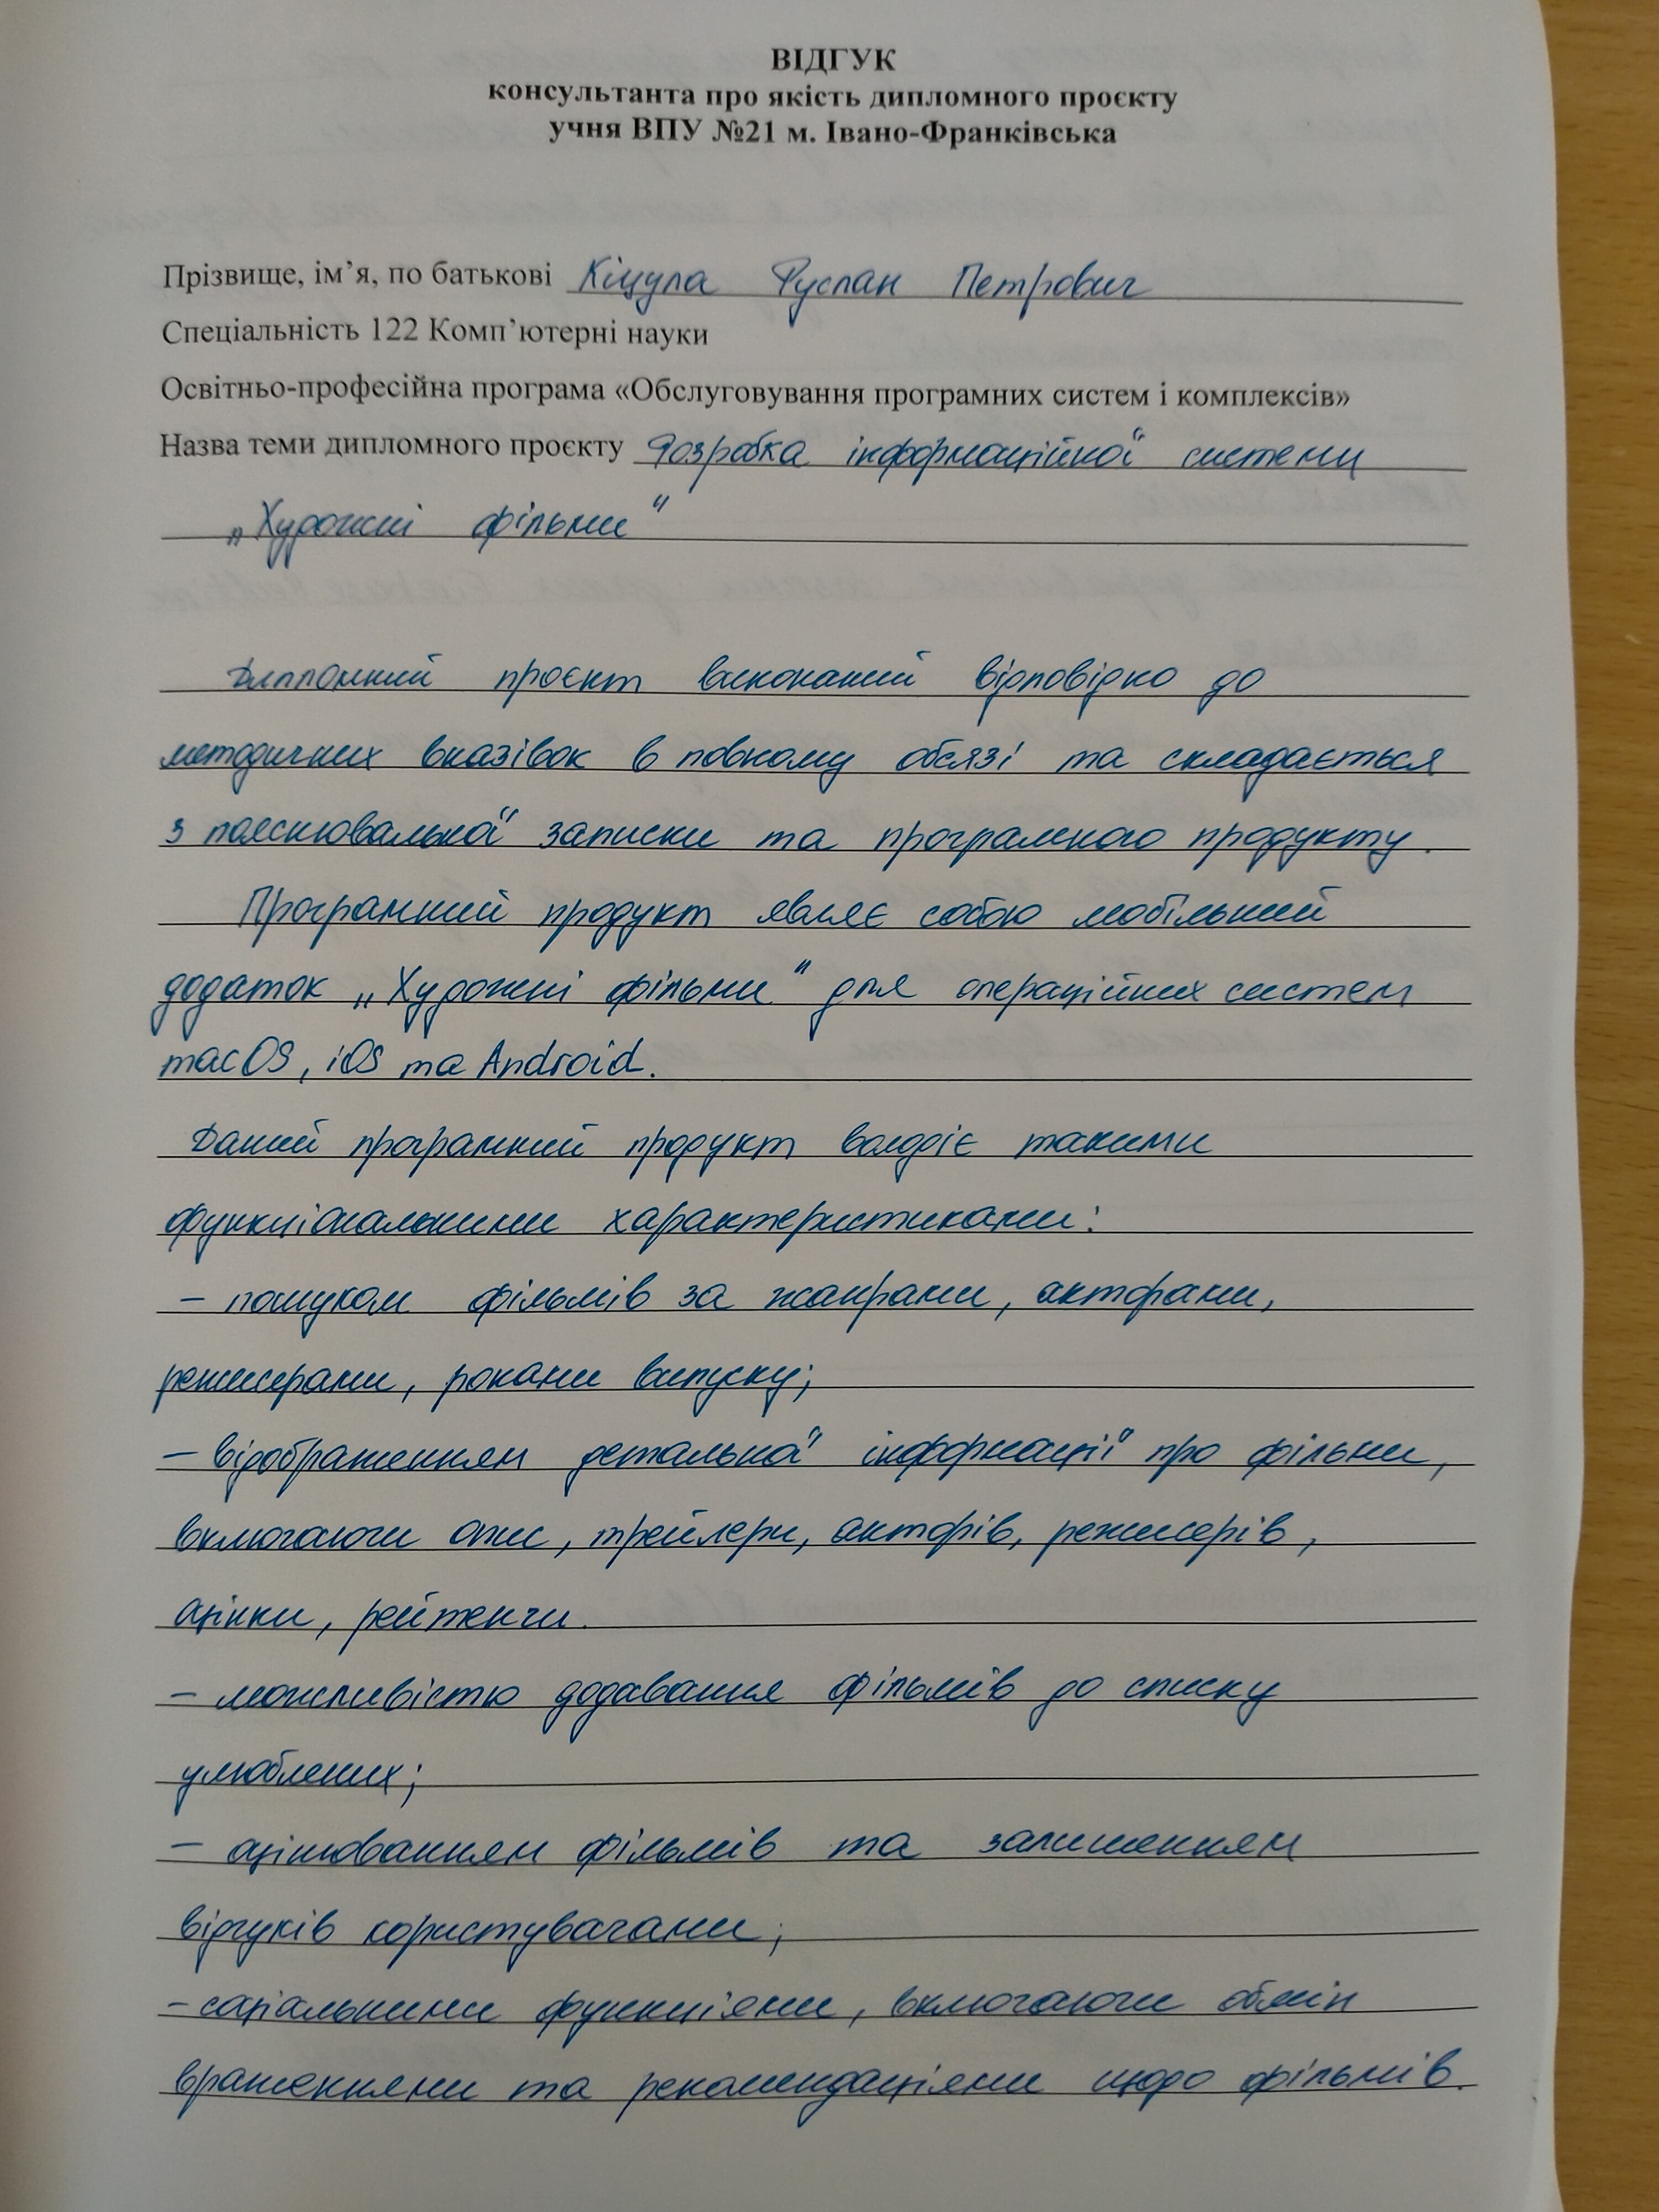 ВІДГУК
консультанта про якість дипломного проєкту
учня ВПУ №21 м. Івано-Франківська
Прізвище, ім’я, по батькові Кіцула Руслан Петрович
Спеціальність 122 Комп’ютерні науки
Освітньо-професійна програма «Обслуговування програмних систем і комплексів»
Назва теми дипломного проєкту Розробка інформаційної системи
„Художні фільми“
Дипломний проєкт виконаний відповідно до
методичних вказівок в повному обсязі та складається
з пояснювальної записки та програмного продукту.
Програмний продукт являє собою мобільний
додаток „Художні фільми“ для операційних систем
macOS, iOS та Android.
Даний програмний продукт володіє такими
функціональними характеристиками:
– пошуком фільмів за жанрами, акторами,
режисерами, роками випуску;
– відображенням детальної інформації про фільми,
включаючи опис, трейлери, акторів, режисерів,
оцінки, рейтенги.
– можливістю додавання фільмів до списку
улюблених;
– оцінюванням фільмів та залишенням
відгуків користувачами;
– соціальними функціями, включаючи обмін
враженнями та рекомендаціями щодо фільмів.